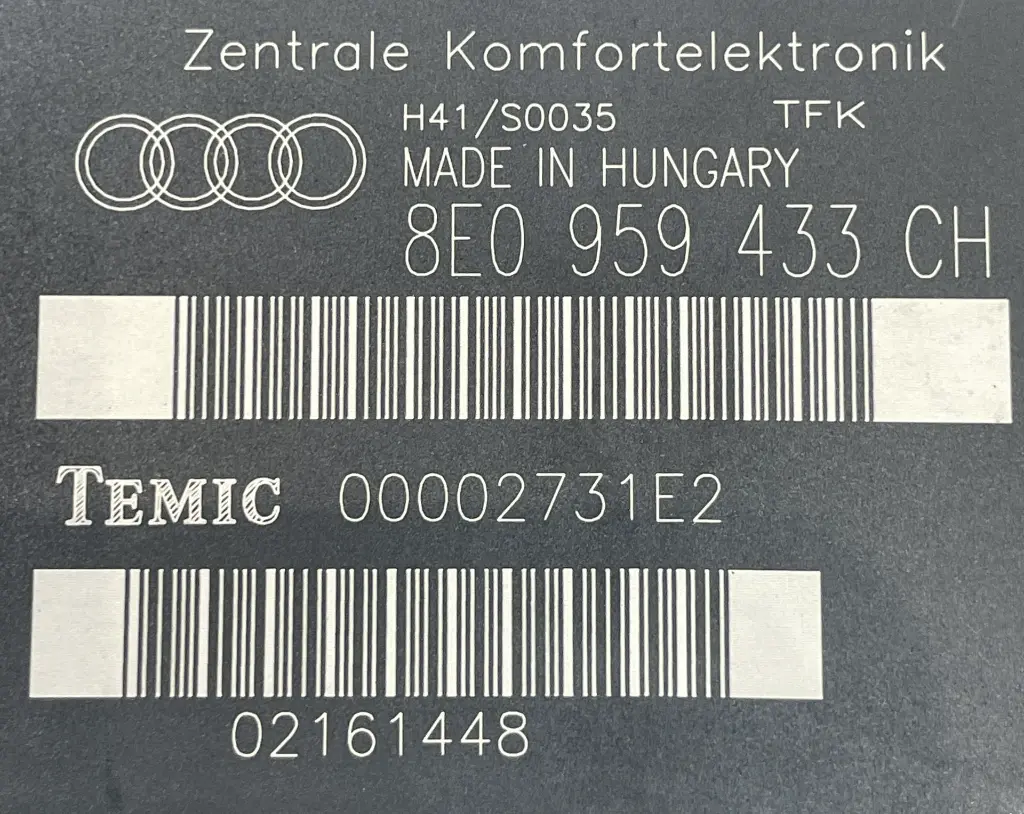 Zentrale Komfortelektronik
H41/S0035 TFK
MADE IN HUNGARY
8E0 959 433 CH
TEMIC 00002731E2
02161448